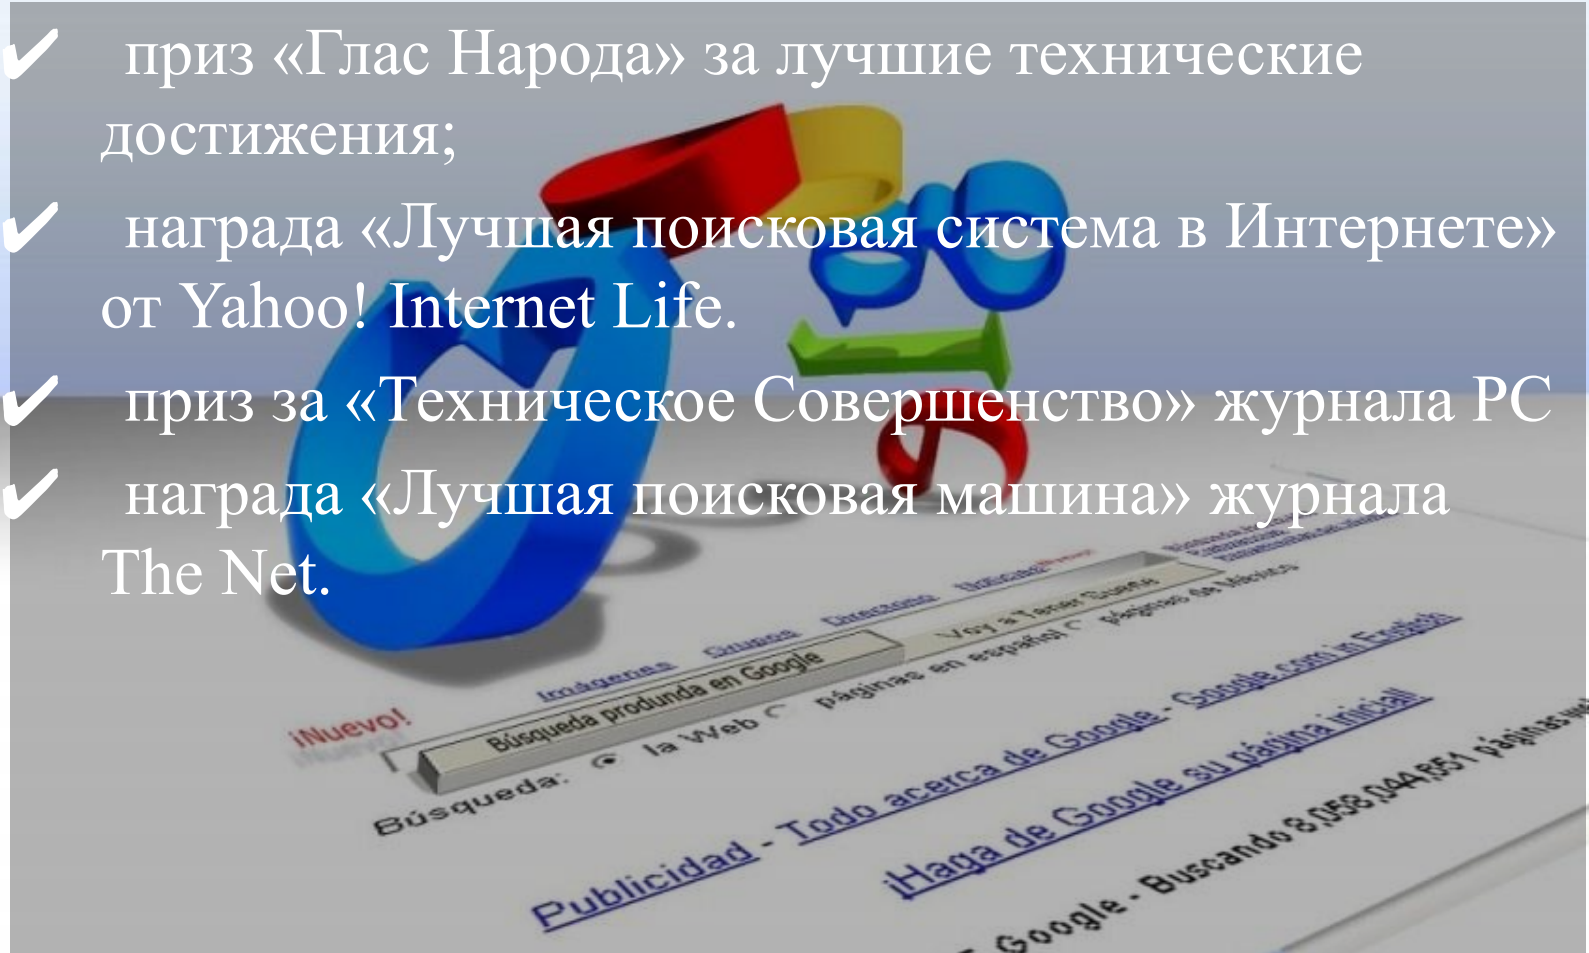 ✔ приз «Глас Народа» за лучшие технические
достижения;
✔ награда «Лучшая поисковая система в Интернете»
от Yahoo! Internet Life.
✔ приз за «Техническое Совершенство» журнала PC
✔ награда «Лучшая поисковая машина» журнала
The Net.
Imágenes Grupos Directorio Noticias
¡Nuevo!
Búsqueda produnda en Google
Voy a Tener Suerte
Búsqueda: la Web páginas en español páginas de México
Publicidad - Todo acerca de Google - Google.com in English
¡Haga de Google su página inicial!
Google - Buscando 8,058,044,651 páginas